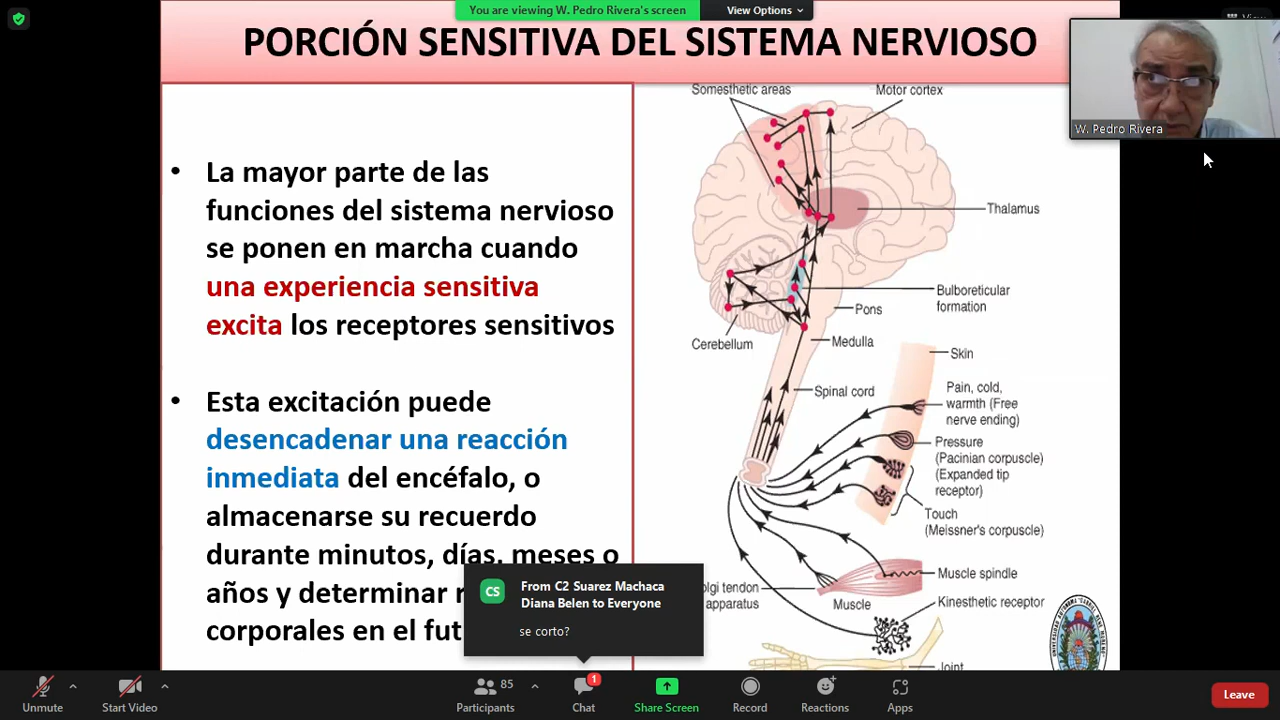 You are viewing W. Pedro Rivera's screen
View Options
View
PORCIÓN SENSITIVA DEL SISTEMA NERVIOSO
W. Pedro Rivera
• La mayor parte de las
funciones del sistema nervioso
se ponen en marcha cuando
una experiencia sensitiva
excita los receptores sensitivos
• Esta excitación puede
desencadenar una reacción
inmediata del encéfalo, o
almacenarse su recuerdo
durante minutos, días, meses o
años y determinar
corporales en el
Somesthetic areas
Motor cortex
Thalamus
Bulboreticular
formation
Pons
Cerebellum
Medulla
Skin
Spinal cord
Pain, cold,
warmth (Free
nerve ending)
Pressure
(Pacinian corpuscle)
(Expanded tip
receptor)
Touch
(Meissner's corpuscle)
Muscle spindle
tendon
apparatus
Muscle
Kinesthetic receptor
Joint
CS
From C2 Suarez Machaca
Diana Belen to Everyone
se corto?
Unmute
Start Video
85
Participants
1
Chat
Share Screen
Record
Reactions
Apps
Leave